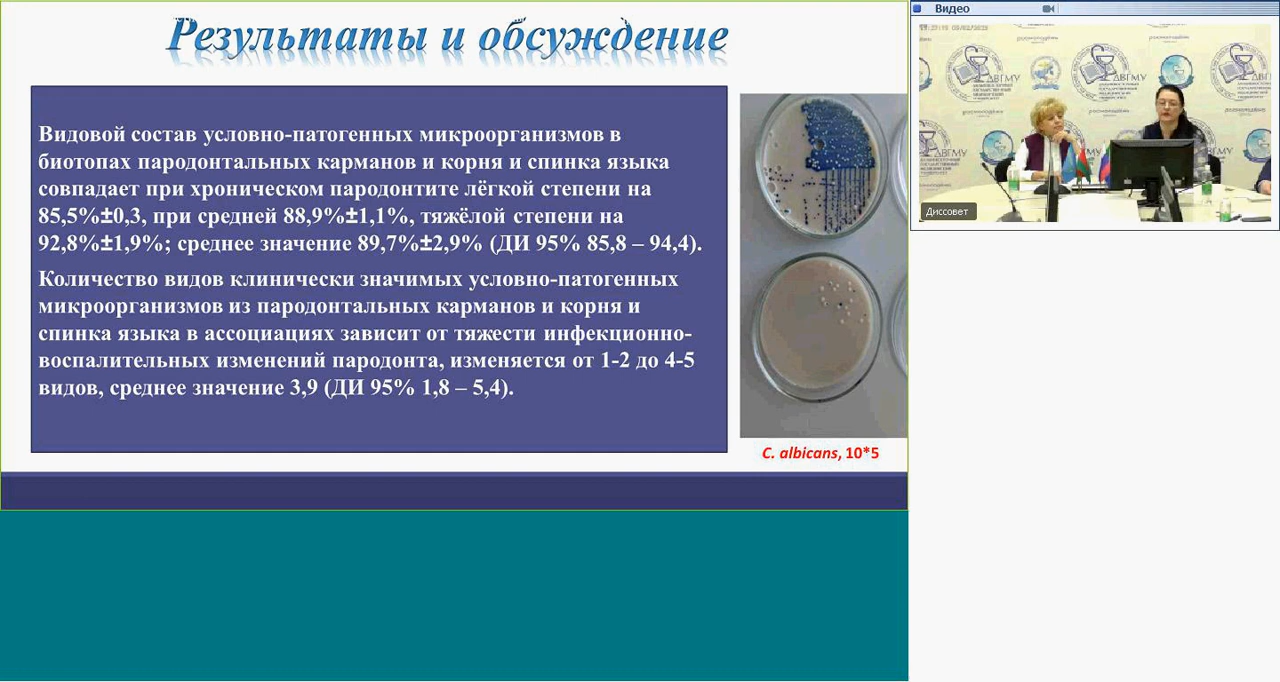 Результаты и обсуждение
Видовой состав условно-патогенных микроорганизмов в
биотопах пародонтальных карманов и корня и спинка языка
совпадает при хроническом пародонтите лёгкой степени на
85,5%±0,3, при средней 88,9%±1,1%, тяжёлой степени на
92,8%±1,9%; среднее значение 89,7%±2,9% (ДИ 95% 85,8 – 94,4).
Количество видов клинически значимых условно-патогенных
микроорганизмов из пародонтальных карманов и корня и
спинка языка в ассоциациях зависит от тяжести инфекционно-
воспалительных изменений пародонта, изменяется от 1-2 до 4-5
видов, среднее значение 3,9 (ДИ 95% 1,8 – 5,4).
C. albicans, 10*5
Видео
ДВГМУ
ДВГМУ
ДВГМУ
ДВГМУ
Диссовет